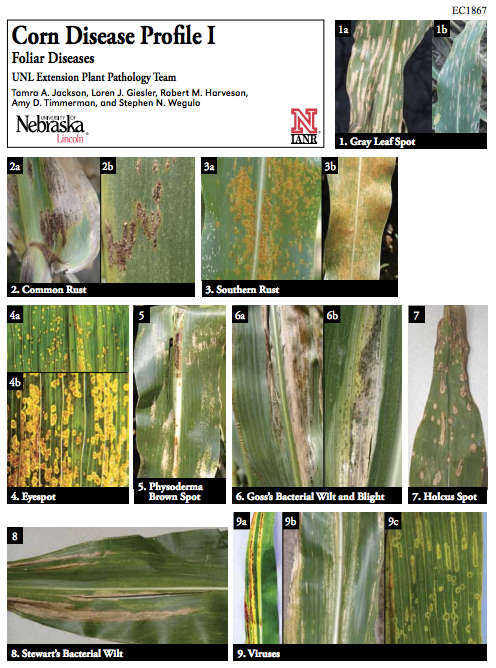 EC1867
Corn Disease Profile I
Foliar Diseases
UNL Extension Plant Pathology Team
Tamra A. Jackson, Loren J. Giesler, Robert M. Harveson,
Amy D. Timmerman, and Stephen N. Wegulo
UNIVERSITY OF
Nebraska
Lincoln
N
IANR
1a
1b
1. Gray Leaf Spot
2a
2b
2. Common Rust
3a
3b
3. Southern Rust
4a
4b
4. Eyespot
5
5. Physoderma
Brown Spot
6a
6b
6. Goss's Bacterial Wilt and Blight
7
7. Holcus Spot
8
8. Stewart's Bacterial Wilt
9a
9b
9c
9. Viruses